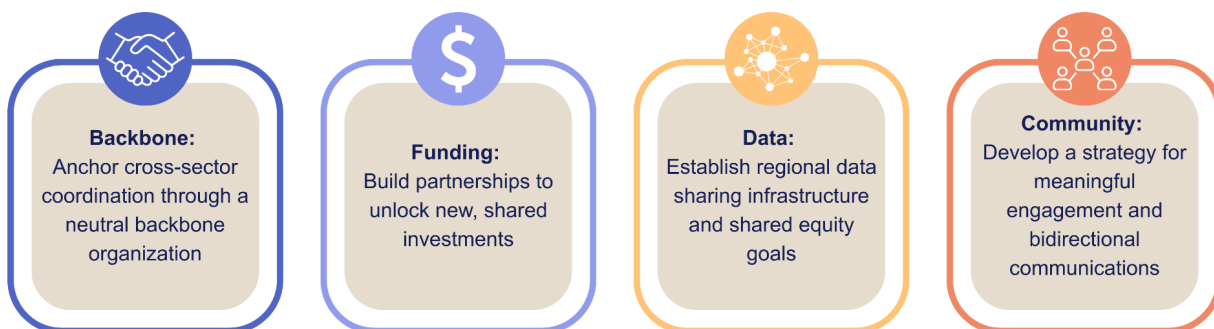 Backbone:
Anchor cross-sector
coordination through a
neutral backbone
organization
Funding:
Build partnerships to
unlock new, shared
investments
Data:
Establish regional data
sharing infrastructure
and shared equity
goals
Community:
Develop a strategy for
meaningful
engagement and
bidirectional
communications